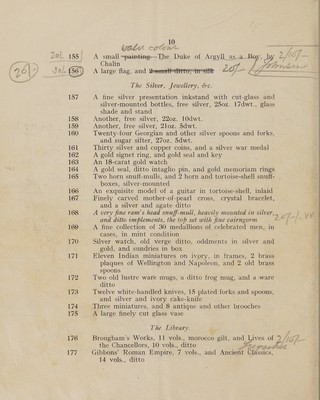 10
water colour
20/- 155 A small painting. The Duke of Argyll as a Boy, by 2/10/-
Chalin
26/- 30/- 156 A large flag, and 2 small ditto, in silk 20/- Johnson
The Silver, Jewellery, &c.
157 A fine silver presentation inkstand with cut-glass and
silver-mounted bottles, free silver, 25oz. 17dwt., glass
shade and stand
158 Another, free silver, 22oz. 10dwt.
159 Another, free silver, 21oz. 5dwt.
160 Twenty-four Georgian and other silver spoons and forks,
and sugar sifter, 27oz. 5dwt.
161 Thirty silver and copper coins, and a silver war medal
162 A gold signet ring, and gold seal and key
163 An 18-carat gold watch
164 A gold seal, ditto intaglio pin, and gold memoriam rings
165 Two horn snuff-mulls, and 2 horn and tortoise-shell snuff-
boxes, silver-mounted
166 An exquisite model of a guitar in tortoise-shell, inlaid
167 Finely carved mother-of-pearl cross, crystal bracelet,
and a silver and agate ditto
168 A very fine ram's head snuff-mull, heavily mounted in silver,
and ditto implements, the top set with fine cairngorm 207/-
169 A fine collection of 30 medallions of celebrated men, in
cases, in mint condition
170 Silver watch, old verge ditto, oddments in silver and
gold, and sundries in box
171 Eleven Indian miniatures on ivory, in frames, 2 brass
plaques of Wellington and Napoleon, and 2 old brass
spoons
172 Two old lustre ware mugs, a ditto frog mug, and a ware
ditto
173 Twelve white-handled knives, 15 plated forks and spoons,
and silver and ivory cake-knife
174 Three miniatures, and 8 antique and other brooches
175 A large finely cut glass vase
The Library.
176 Brougham's Works, 11 vols., morocco gilt, and Lives of 2/10/-
the Chancellors, 10 vols., ditto
177 Gibbons' Roman Empire, 7 vols., and Ancient Classics,
14 vols., ditto